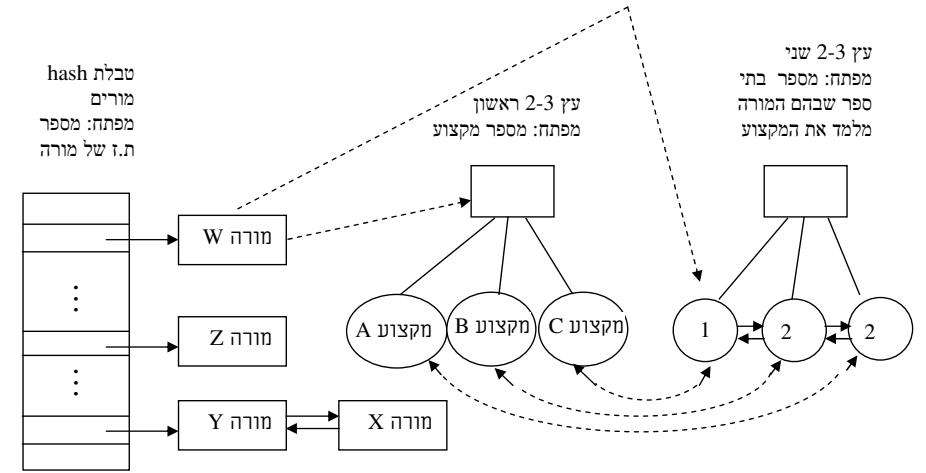 טבלת hash
מורים
מפתח: מספר
ת.ז של מורה
עץ 2-3 ראשון
מפתח: מספר מקצוע
עץ 2-3 שני
מפתח: מספר בתי
ספר שבהם המורה
מלמד את המקצוע
מורה W
מורה Z
מורה Y
מורה X
מקצוע A
מקצוע B
מקצוע C
1
2
2